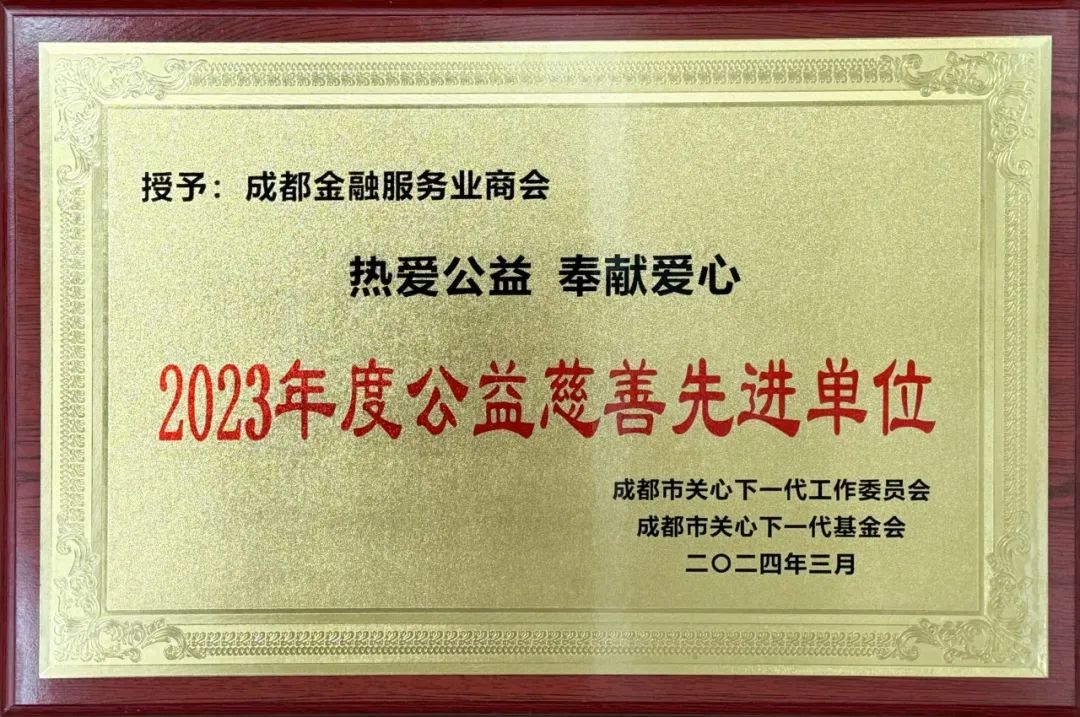 授予：成都金融服务业商会
热爱公益 奉献爱心
2023年度公益慈善先进单位
成都市关心下一代工作委员会
成都市关心下一代基金会
二〇二四年三月